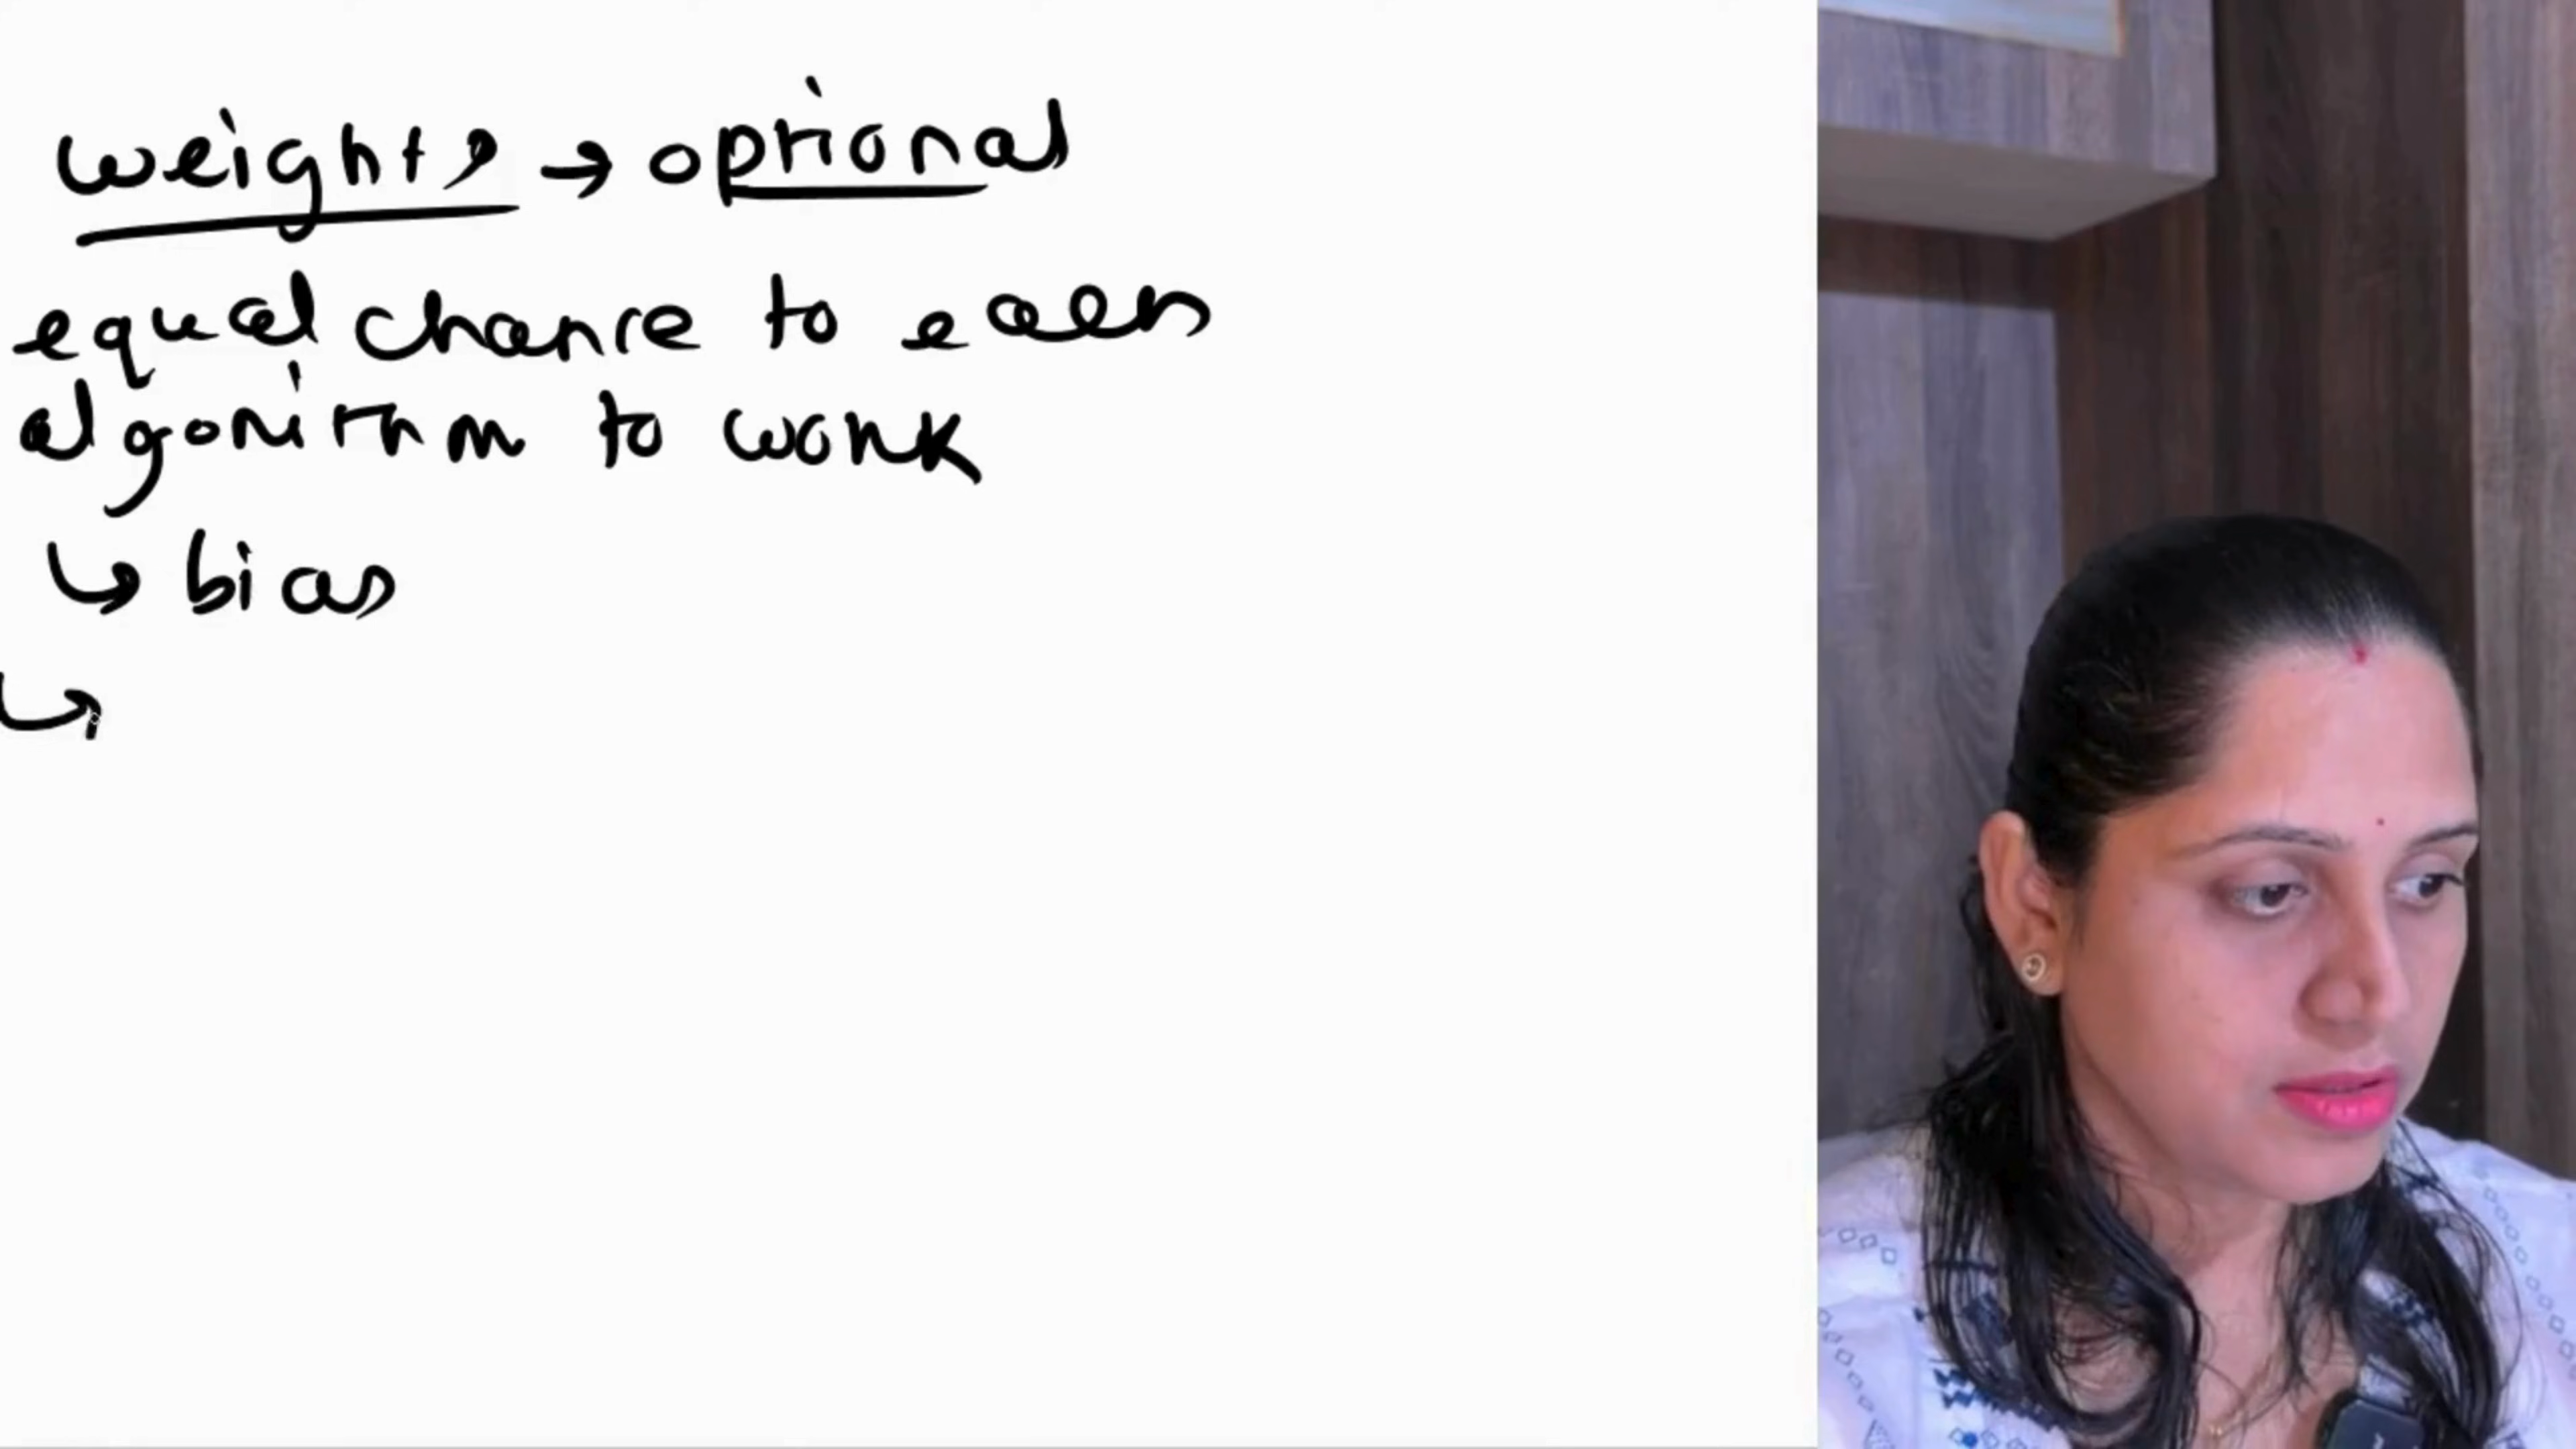 weights → optional
equal chance to each
algorithm to work
↳ bias
↳